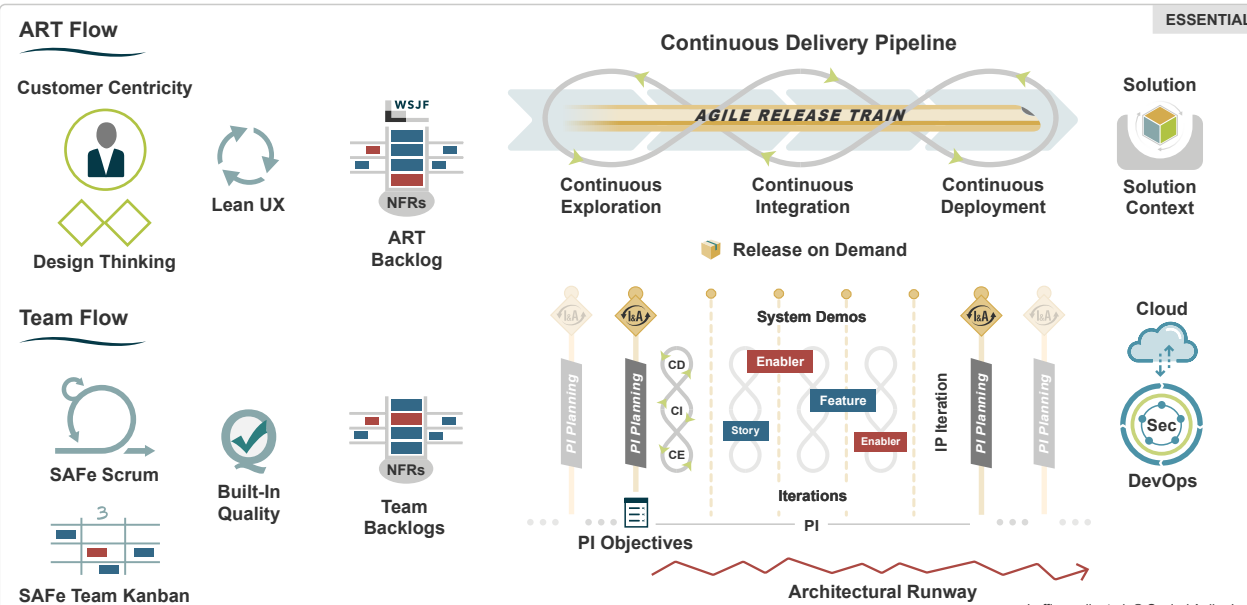 ESSENTIAL
ART Flow
Continuous Delivery Pipeline
Customer Centricity
Solution
WSJF
AGILE RELEASE TRAIN
Lean UX
NFRs
Continuous
Exploration
Continuous
Integration
Continuous
Deployment
Solution
Context
ART
Backlog
Design Thinking
Release on Demand
Team Flow
I&A
I&A
I&A
I&A
System Demos
Cloud
PI Planning
PI Planning
CD
CI
CE
Enabler
Feature
Story
Enabler
IP Iteration
PI Planning
PI Planning
Sec
DevOps
SAFe Scrum
Built-In
Quality
NFRs
Team
Backlogs
Iterations
PI
PI Objectives
3
SAFe Team Kanban
Architectural Runway